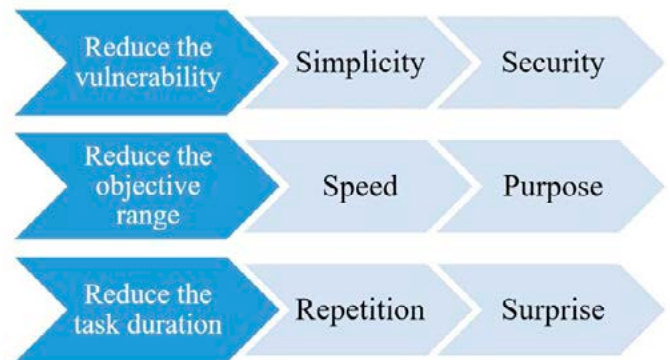 Reduce the
vulnerability
Simplicity
Security
Reduce the
objective
range
Speed
Purpose
Reduce the
task duration
Repetition
Surprise